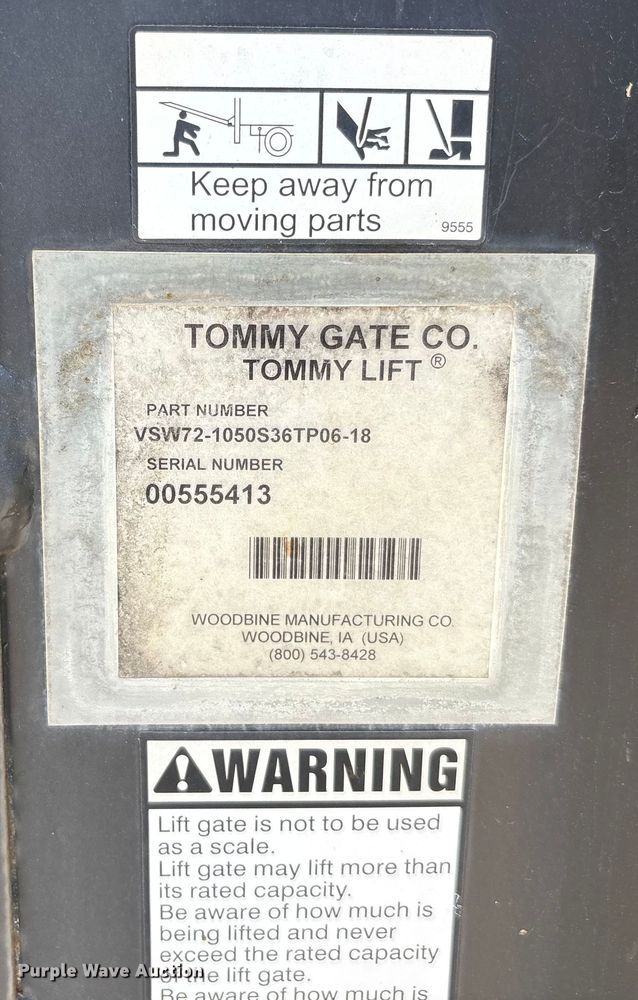 Keep away from
moving parts
9555
TOMMY GATE CO.
TOMMY LIFT ®
PART NUMBER
VSW72-1050S36TP06-18
SERIAL NUMBER
00555413
WOODBINE MANUFACTURING CO.
WOODBINE, IA (USA)
(800) 543-8428
WARNING
Lift gate is not to be used
as a scale.
Lift gate may lift more than
its rated capacity.
Be aware of how much is
being lifted and never
exceed the rated capacity
of the lift gate.
Be aware of how much is
Purple Wave Auction